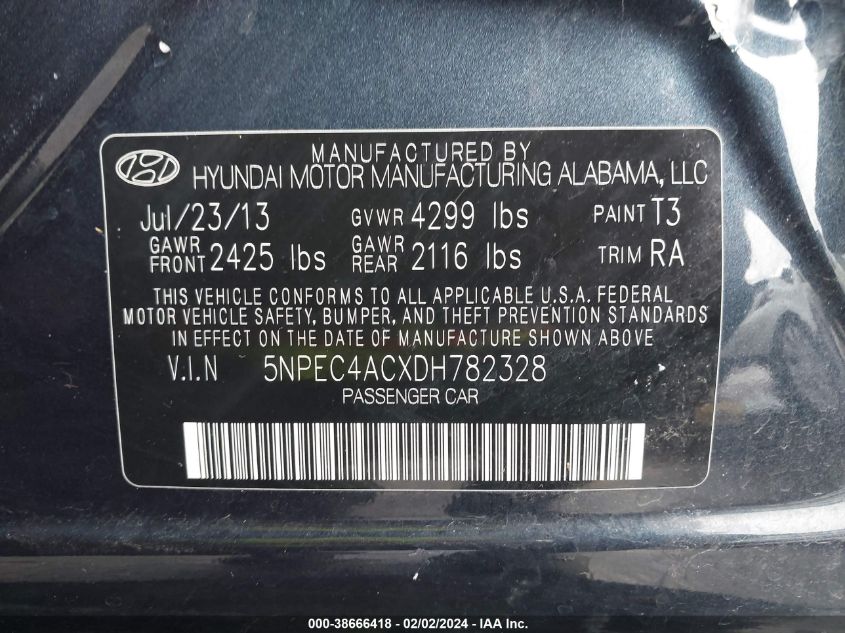 MANUFACTURED BY
HYUNDAI MOTOR MANUFACTURING ALABAMA, LLC
Jul/23/13 GVWR 4299 lbs PAINT T3
GAWR FRONT 2425 lbs GAWR REAR 2116 lbs TRIM RA
THIS VEHICLE CONFORMS TO ALL APPLICABLE U.S.A. FEDERAL
MOTOR VEHICLE SAFETY, BUMPER, AND THEFT PREVENTION STANDARDS
IN EFFECT ON THE DATE OF MANUFACTURE SHOWN ABOVE
V.I.N 5NPEC4ACXDH782328
PASSENGER CAR
000-38666418 - 02/02/2024 - IAA Inc.